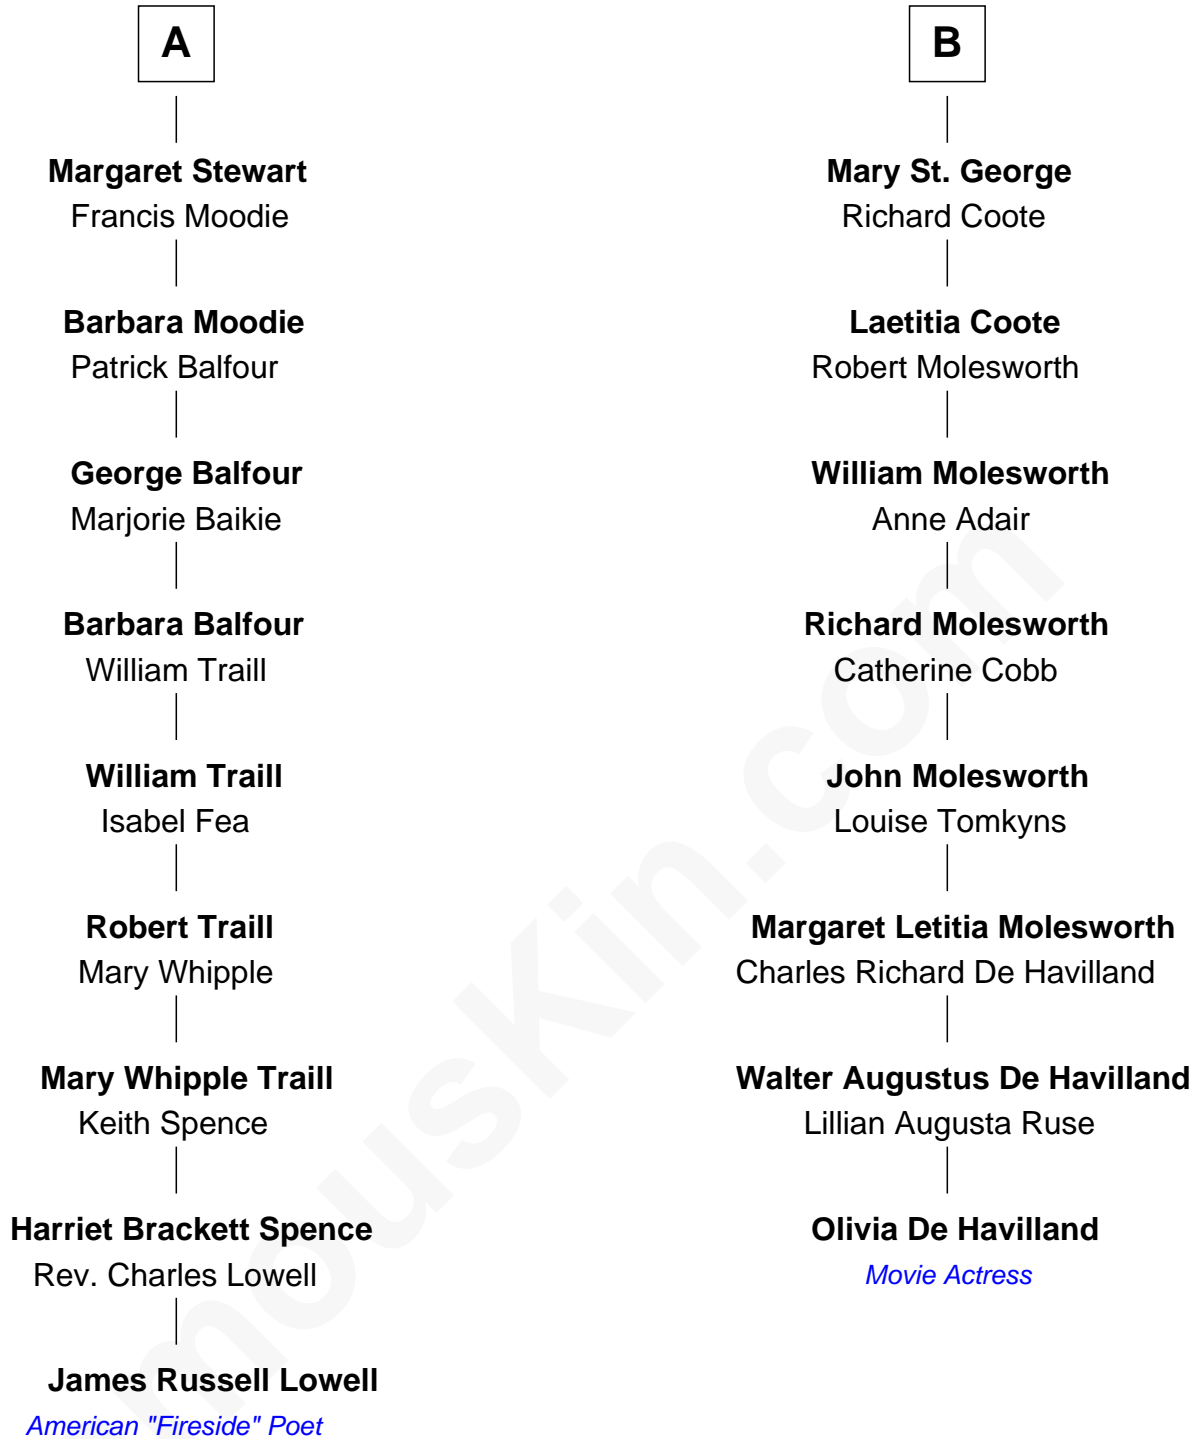 A
Margaret Stewart
Francis Moodie
Barbara Moodie
Patrick Balfour
George Balfour
Marjorie Baikie
Barbara Balfour
William Traill
William Traill
Isabel Fea
Robert Traill
Mary Whipple
Mary Whipple Traill
Keith Spence
Harriet Brackett Spence
Rev. Charles Lowell
James Russell Lowell
American "Fireside" Poet
B
Mary St. George
Richard Coote
Laetitia Coote
Robert Molesworth
William Molesworth
Anne Adair
Richard Molesworth
Catherine Cobb
John Molesworth
Louise Tomkyns
Margaret Letitia Molesworth
Charles Richard De Havilland
Walter Augustus De Havilland
Lillian Augusta Ruse
Olivia De Havilland
Movie Actress
mousKin.com